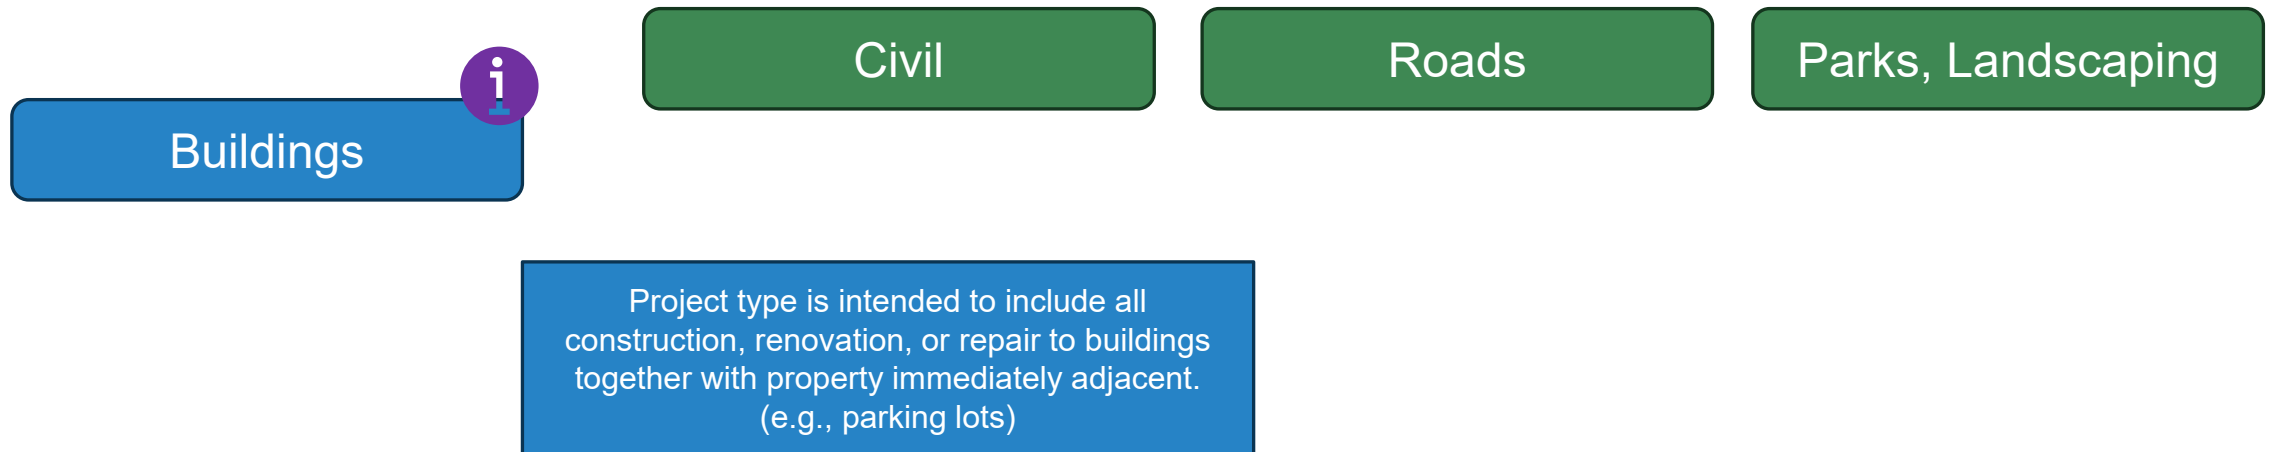 Civil
Roads
Parks, Landscaping
i
Buildings
Project type is intended to include all
construction, renovation, or repair to buildings
together with property immediately adjacent.
(e.g., parking lots)